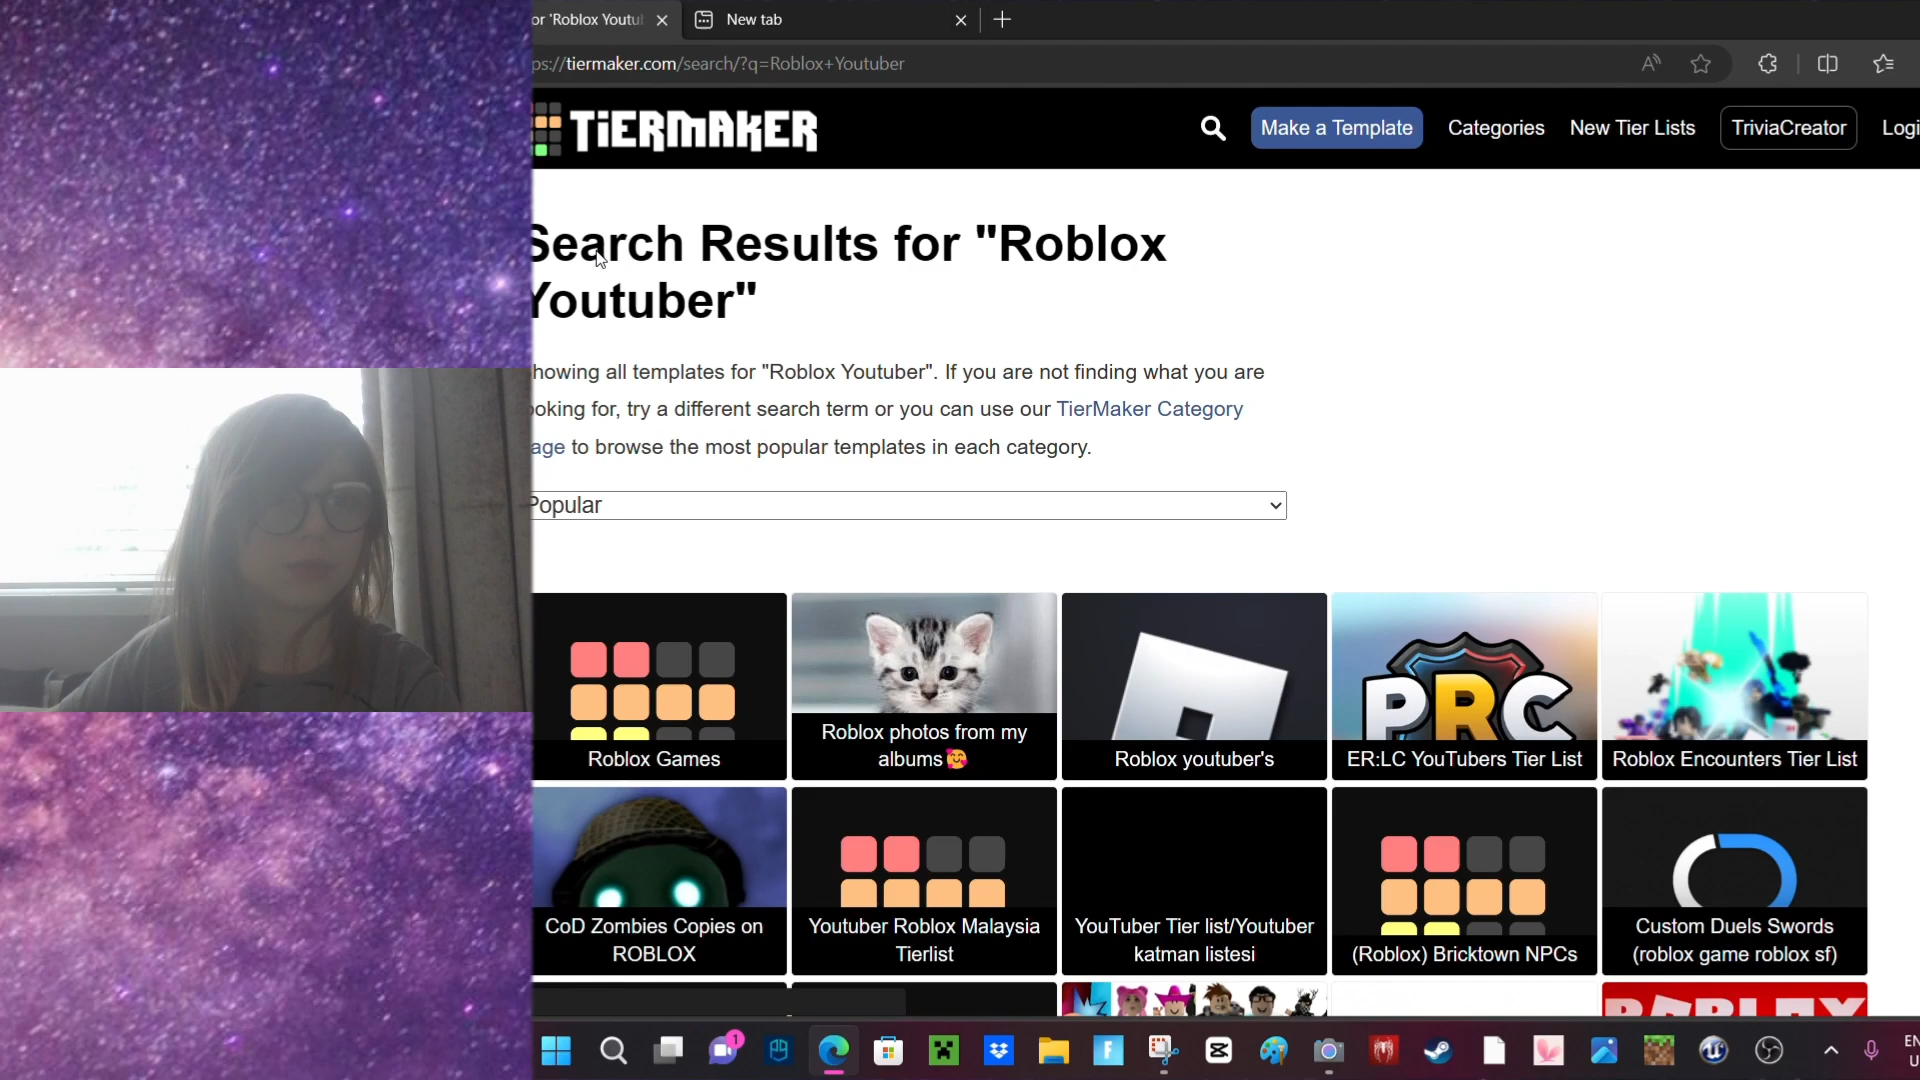 or 'Roblox Youtu
New tab
ps://tiermaker.com/search/?q=Roblox+Youtuber
TiERMAKER
Make a Template
Categories
New Tier Lists
TriviaCreator
Logi
Search Results for "Roblox
Youtuber"
howing all templates for "Roblox Youtuber". If you are not finding what you are
oking for, try a different search term or you can use our TierMaker Category
age to browse the most popular templates in each category.
Popular
Roblox Games
Roblox photos from my
albums🥰
Roblox youtuber's
PRC
ER:LC YouTubers Tier List
Roblox Encounters Tier List
CoD Zombies Copies on
ROBLOX
Youtuber Roblox Malaysia
Tierlist
YouTuber Tier list/Youtuber
katman listesi
(Roblox) Bricktown NPCs
Custom Duels Swords
(roblox game roblox sf)
ROBLOX
1
EN
U